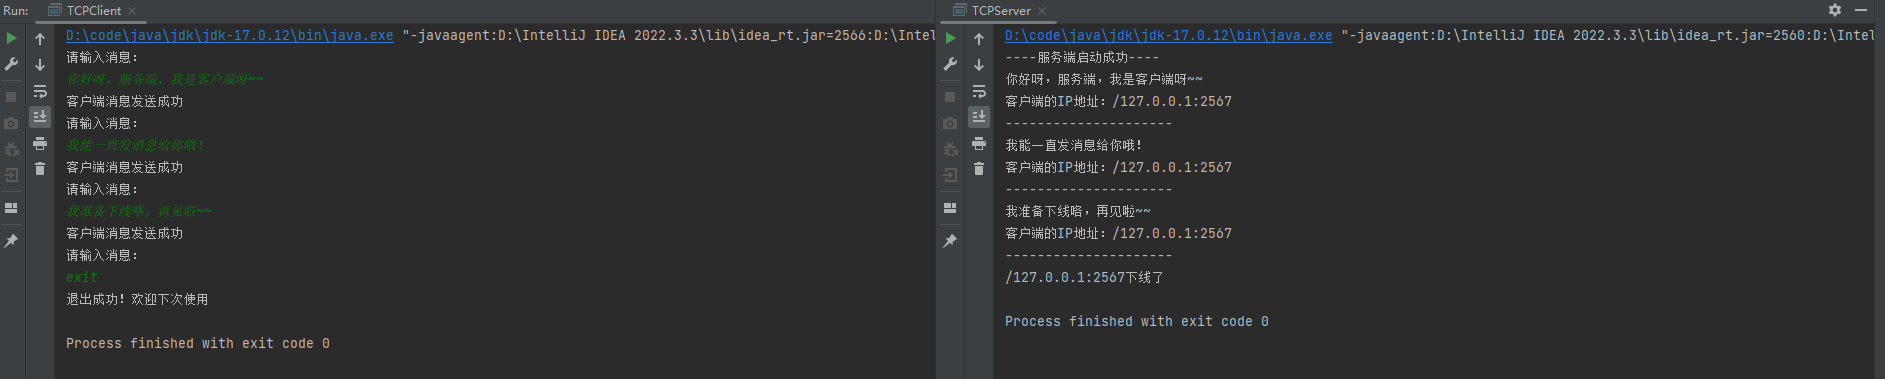 Run: TCPClient
D:\code\java\jdk\jdk-17.0.12\bin\java.exe "-javaagent:D:\IntelliJ IDEA 2022.3.3\lib\idea_rt.jar=2566:D:\Intel
请输入消息：
你好呀，服务端，我是客户端呀~~
客户端消息发送成功
请输入消息：
我能一直发消息给你哦！
客户端消息发送成功
请输入消息：
我准备下线咯，再见啦~~
客户端消息发送成功
请输入消息：
exit
退出成功！欢迎下次使用
Process finished with exit code 0
TCPServer
D:\code\java\jdk\jdk-17.0.12\bin\java.exe "-javaagent:D:\IntelliJ IDEA 2022.3.3\lib\idea_rt.jar=2560:D:\Intel
----服务端启动成功----
你好呀，服务端，我是客户端呀~~
客户端的IP地址：/127.0.0.1:2567
----------------------
我能一直发消息给你哦！
客户端的IP地址：/127.0.0.1:2567
----------------------
我准备下线咯，再见啦~~
客户端的IP地址：/127.0.0.1:2567
----------------------
/127.0.0.1:2567下线了
Process finished with exit code 0